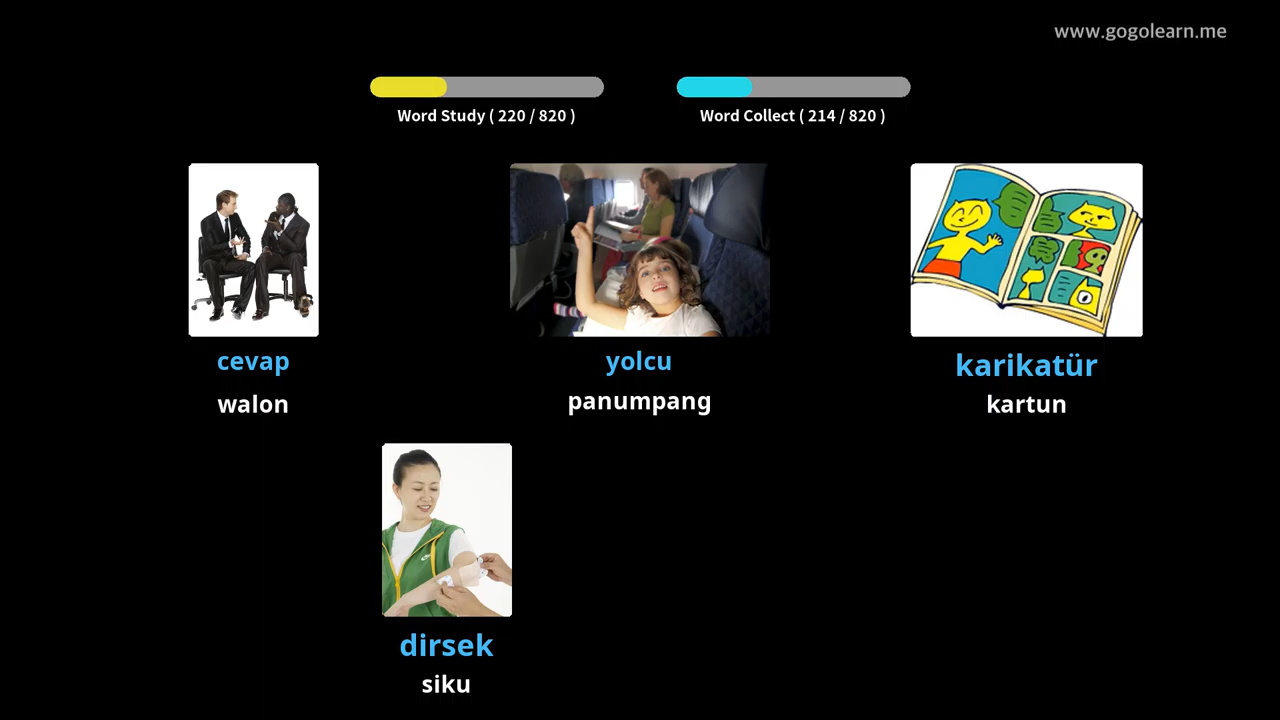 www.gogolearn.me
Word Study ( 220 / 820 )
Word Collect ( 214 / 820 )
cevap
walon
yolcu
panumpang
karikatür
kartun
dirsek
siku